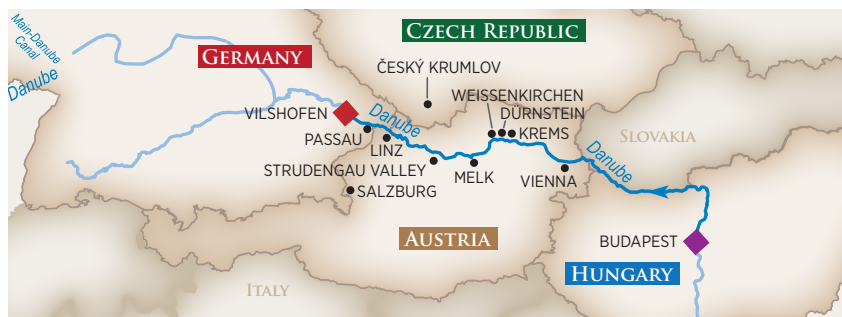 Main-Danube
Canal
Danube
GERMANY
CZECH REPUBLIC
ČESKÝ KRUMLOV
VILSHOFEN
Danube
WEISSENKIRCHEN
DÜRNSTEIN
PASSAU
KREMS
LINZ
SLOVAKIA
Danube
STRUDENGAU VALLEY
MELK
VIENNA
SALZBURG
AUSTRIA
BUDAPEST
HUNGARY
ITALY